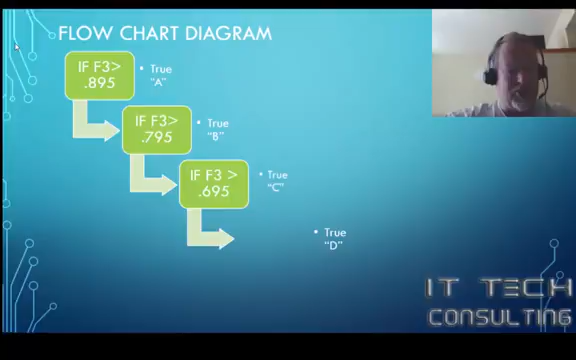 FLOW CHART DIAGRAM
IF F3>
.895
• True
"A"
IF F3>
.795
• True
"B"
IF F3 >
.695
• True
"C"
• True
"D"
IT TECH
CONSULTING